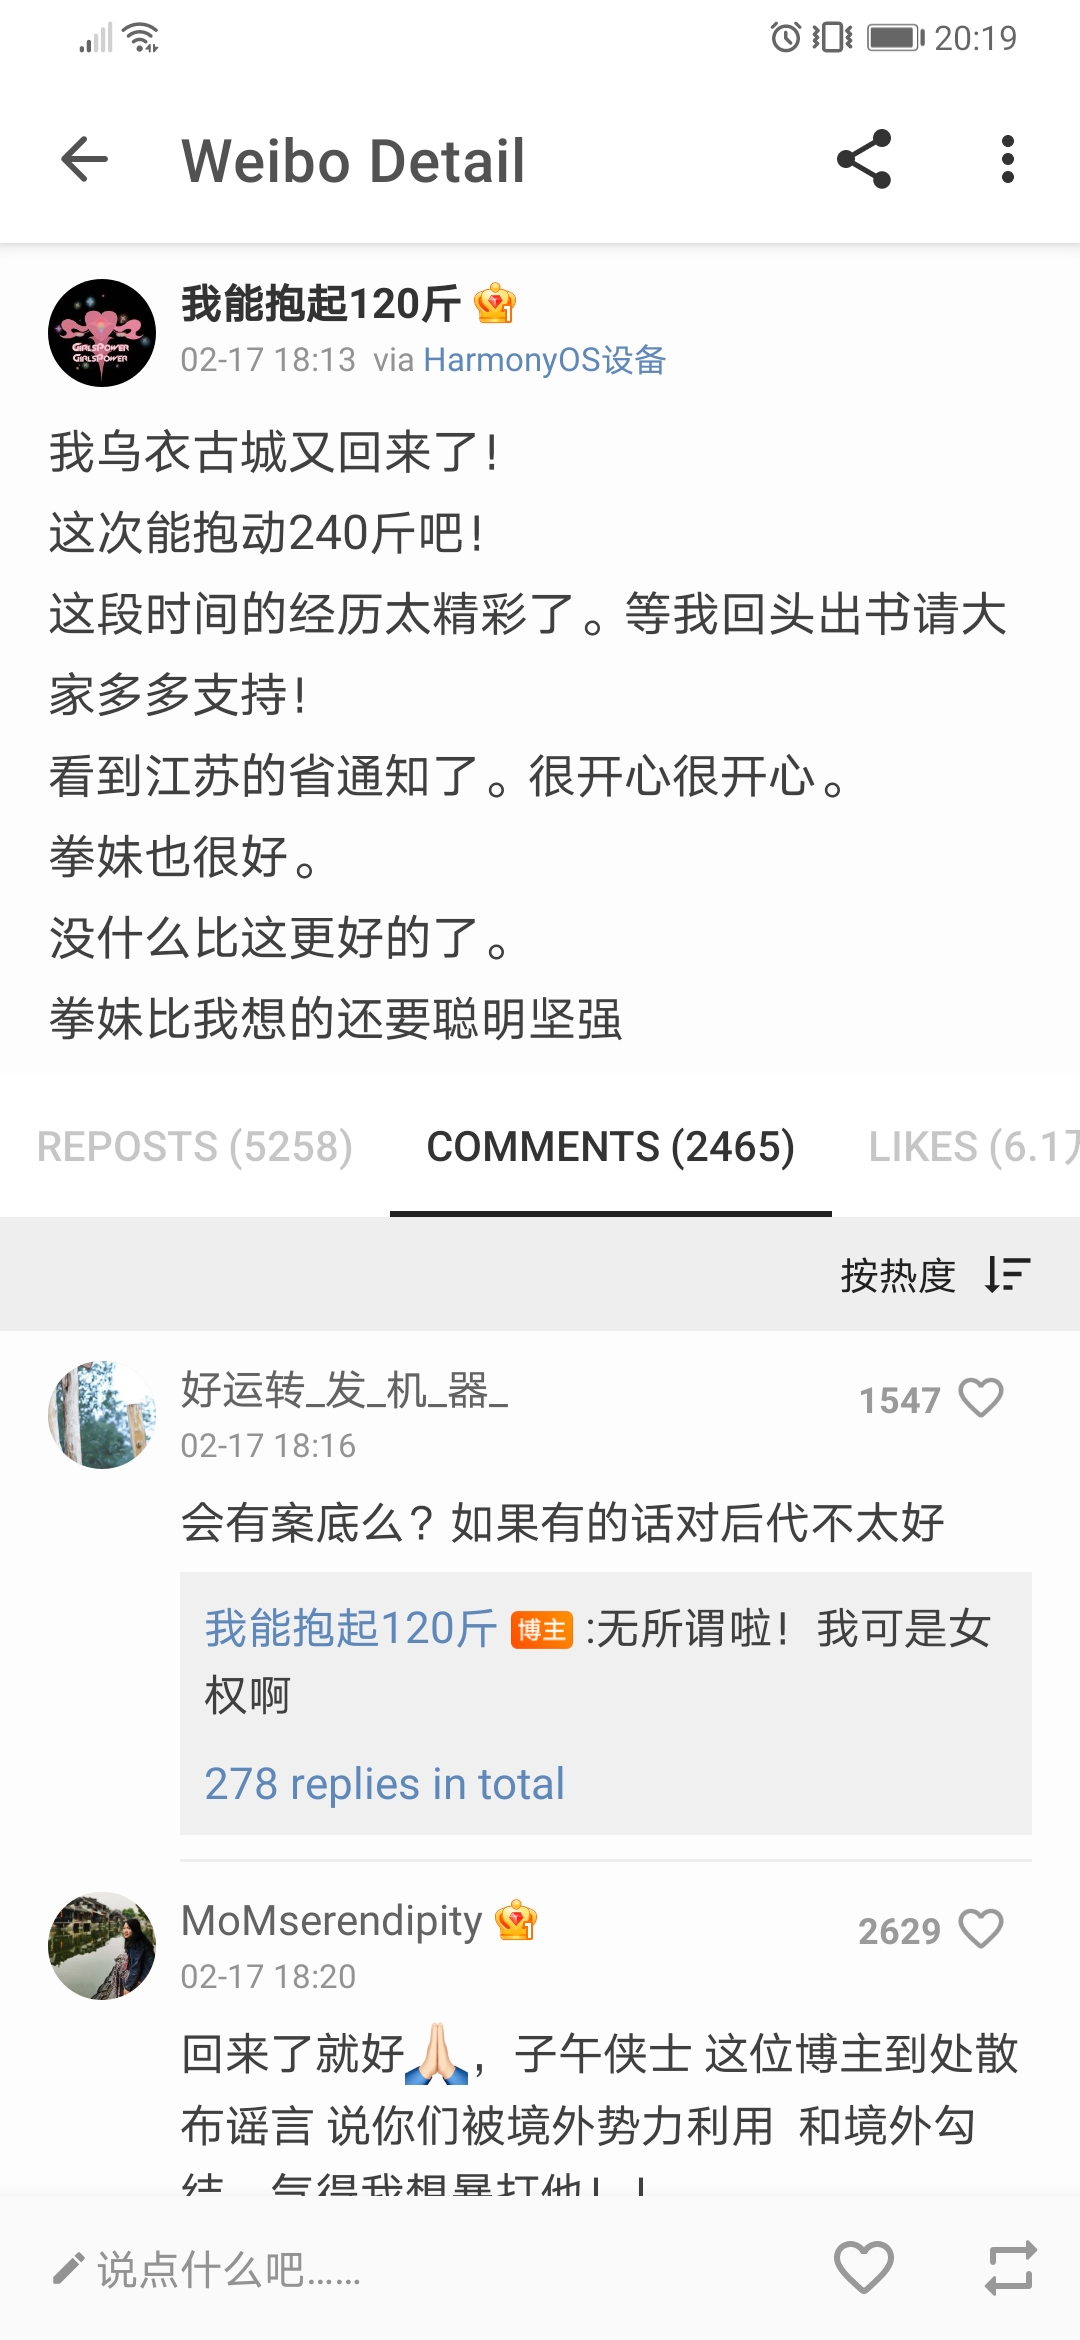 20:19
Weibo Detail
我能抱起120斤
GIRLSPOWER
GIRLSPOWER
02-17 18:13 via HarmonyOS设备
我乌衣古城又回来了！
这次能抱动240斤吧！
这段时间的经历太精彩了。等我回头出书请大
家多多支持！
看到江苏的省通知了。很开心很开心。
拳妹也很好。
没什么比这更好的了。
拳妹比我想的还要聪明坚强
REPOSTS (5258) COMMENTS (2465) LIKES (6.1万
按热度
好运转_发_机_器_
1547
02-17 18:16
会有案底么？如果有的话对后代不太好
我能抱起120斤 博主 :无所谓啦！我可是女
权啊
278 replies in total
MoMserendipity
2629
02-17 18:20
回来了就好🙏🏻，子午侠士 这位博主到处散
布谣言 说你们被境外势力利用 和境外勾
结 气得我想暴打他！！
说点什么吧……